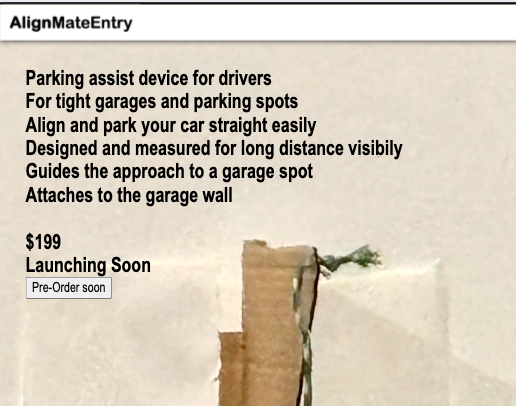 AlignMateEntry
Parking assist device for drivers
For tight garages and parking spots
Align and park your car straight easily
Designed and measured for long distance visibily
Guides the approach to a garage spot
Attaches to the garage wall
$199
Launching Soon
Pre-Order soon